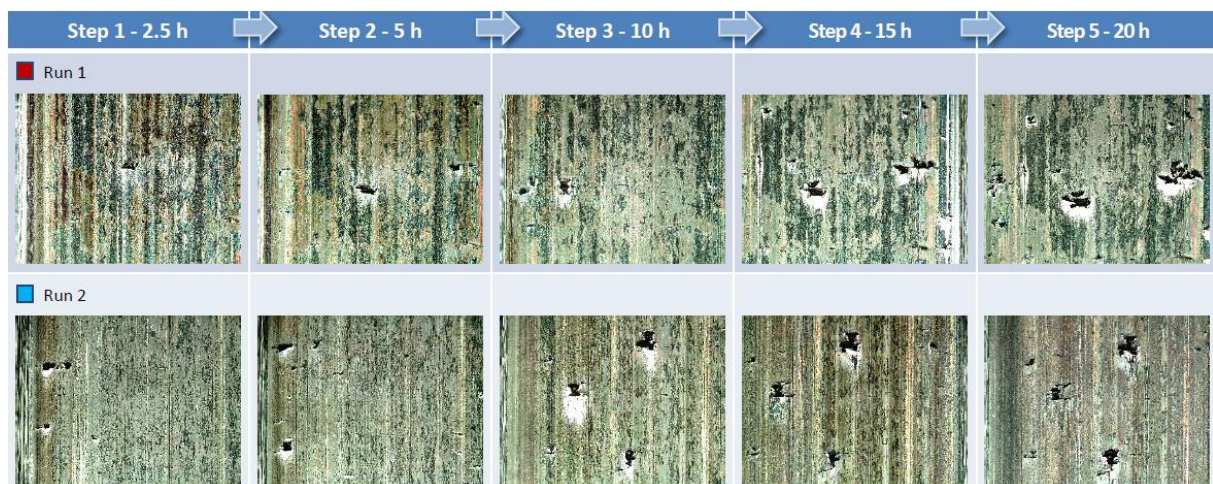 Step 1 - 2.5 h
Step 2 - 5 h
Step 3 - 10 h
Step 4 - 15 h
Step 5 - 20 h
Run 1
Run 2